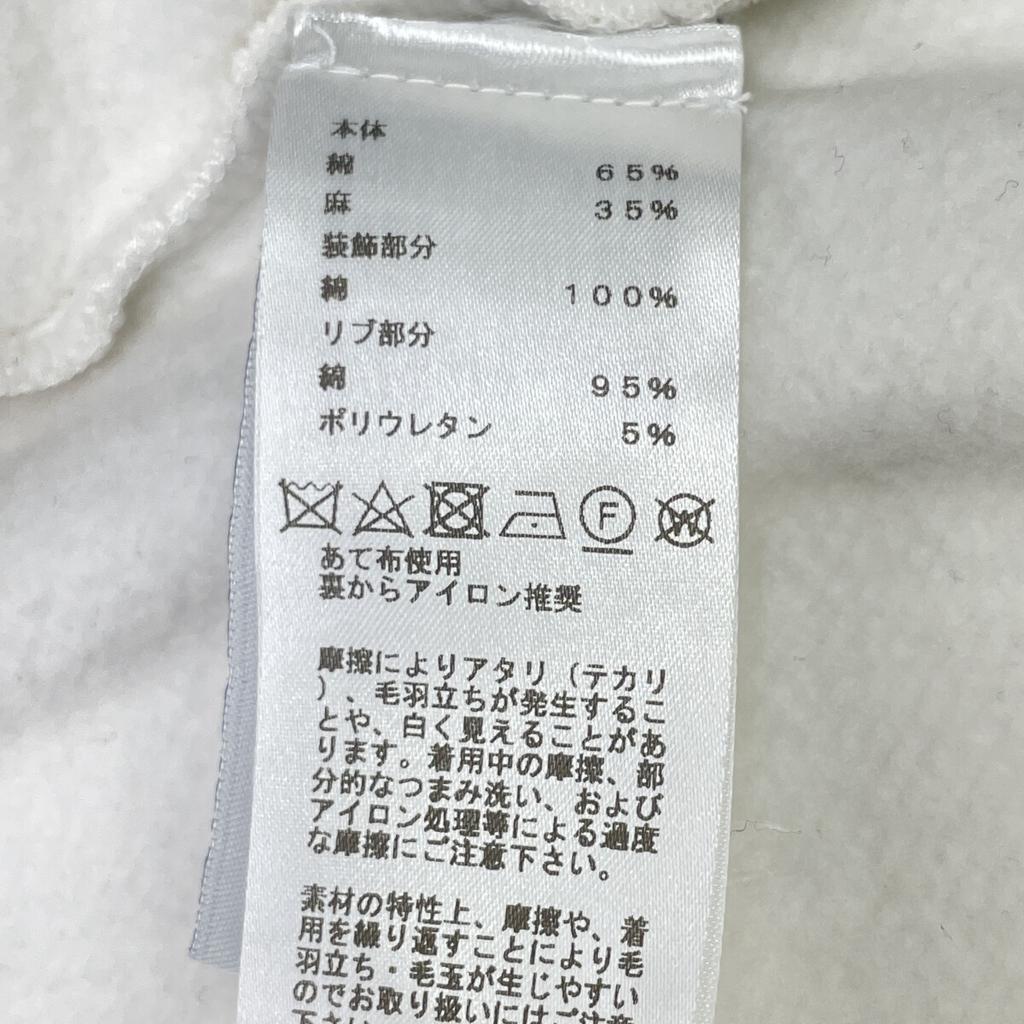 本体
綿 65%
麻 35%
装飾部分
綿 100%
リブ部分
綿 95%
ポリウレタン 5%
F W
あて布使用
裏からアイロン推奨
摩擦によりアタリ（テカリ
）、毛羽立ちが発生するこ
とや、白く見えることがあ
ります。着用中の摩擦、部
分的なつまみ洗い、および
アイロン処理等による過度
な摩擦にご注意下さい。
素材の特性上、摩擦や、着
用を繰り返すことにより毛
羽立ち・毛玉が生じやすい
のでお取り扱いにはご注意
下さい